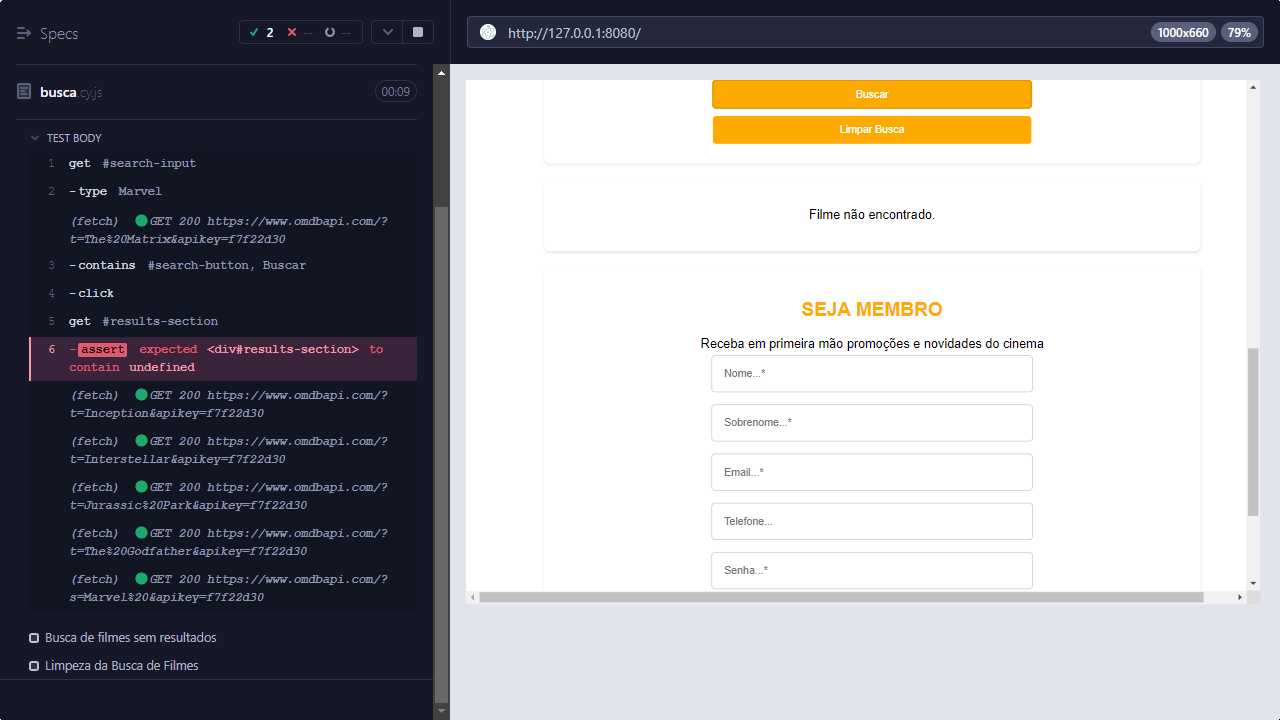 Specs
2
--
--
http://127.0.0.1:8080/
1000x660
79%
busca.cy.js
00:09
TEST BODY
1 get #search-input
2 -type Marvel
(fetch) GET 200 https://www.omdbapi.com/?
t=The%20Matrix&apikey=f7f22d30
3 -contains #search-button, Buscar
4 -click
5 get #results-section
6 -assert expected <div#results-section> to
contain undefined
(fetch) GET 200 https://www.omdbapi.com/?
t=Inception&apikey=f7f22d30
(fetch) GET 200 https://www.omdbapi.com/?
t=Interstellar&apikey=f7f22d30
(fetch) GET 200 https://www.omdbapi.com/?
t=Jurassic%20Park&apikey=f7f22d30
(fetch) GET 200 https://www.omdbapi.com/?
t=The%20Godfather&apikey=f7f22d30
(fetch) GET 200 https://www.omdbapi.com/?
s=Marvel%20&apikey=f7f22d30
Busca de filmes sem resultados
Limpeza da Busca de Filmes
Buscar
Limpar Busca
Filme não encontrado.
SEJA MEMBRO
Receba em primeira mão promoções e novidades do cinema
Nome...*
Sobrenome...*
Email...*
Telefone...
Senha...*